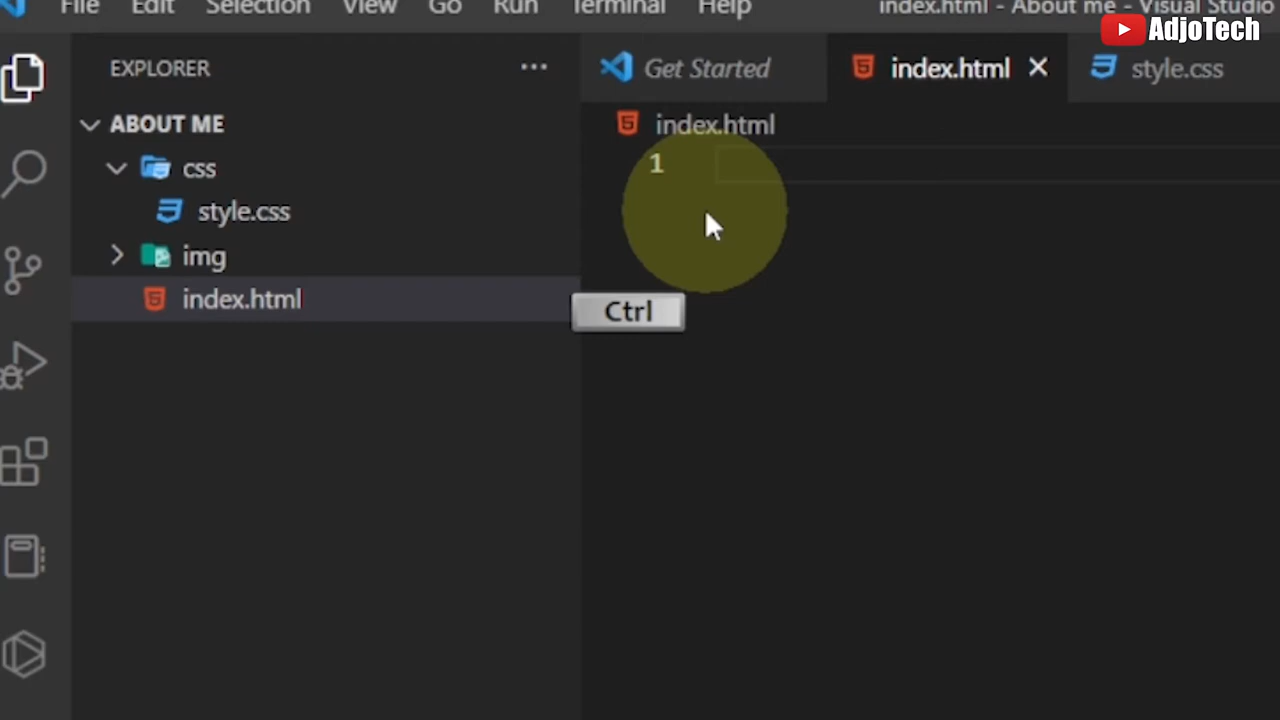 File Edit Selection View Go Run Terminal Help index.html - About me - Visual Studio
AdjoTech
EXPLORER
Get Started
index.html
style.css
ABOUT ME
index.html
css
1
style.css
img
index.html
Ctrl